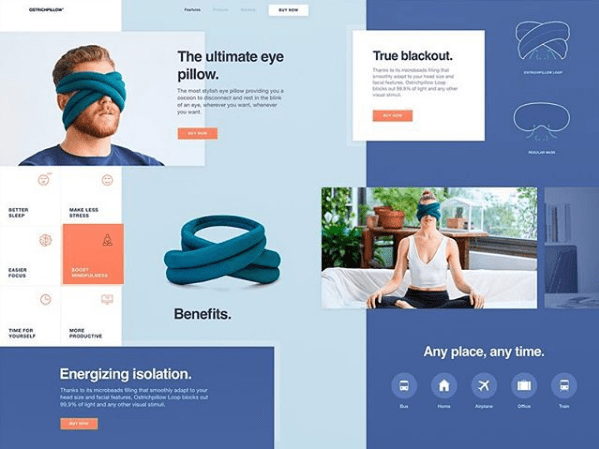 OSTRICHPILLOW
Features
BUY NOW
The ultimate eye
pillow.
The most stylish eye pillow providing you a
cession to disconnect and rest in the blink
of an eye, wherever you want, whenever
you want.
BUY NOW
BETTER
SLEEP
MAKE LESS
STRESS
EASIER
FOCUS
BOOST
MINDFULNESS
TIME FOR
YOURSELF
MORE
PRODUCTIVE
Benefits.
Energizing isolation.
Thanks to its microbeads filling that smoothly adapt to your
head size and facial features, Ostrichpillow Loop blocks out
99,9% of light and any other visual stimuli.
BUY NOW
True blackout.
Thanks to its microbeads filling that
smoothly adapt to your head size and
facial features, Ostrichpillow Loop
blocks out 99,9% of light and any other
visual stimuli.
BUY NOW
OSTRICHPILLOW LOOP
REGULAR MASK
Any place, any time.
Bus
Home
Airplane
Office
Train